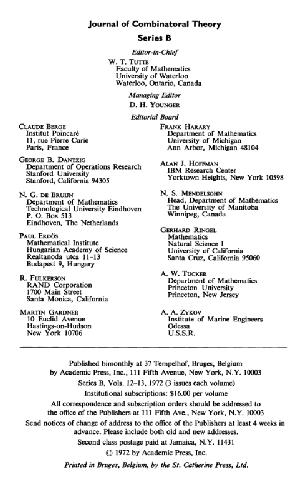 Journal of Combinatorial Theory
Series B
Editor-in-Chief
W. T. TUTTE
Faculty of Mathematics
University of Waterloo
Waterloo, Ontario, Canada
Managing Editor
D. H. YOUNGER
Editorial Board
CLAUDE BERGE
Institut Poincaré
11, rue Pierre Curie
Paris, France
GEORGE B. DANTZIG
Department of Operations Research
Stanford University
Stanford, California 94305
N. G. DE BRUIJN
Department of Mathematics
Technological University Eindhoven
P. O. Box 513
Eindhoven, The Netherlands
PAUL ERDÖS
Mathematical Institute
Hungarian Academy of Science
Realtanoda utca 11-13
Budapest 9, Hungary
R. FULKERSON
RAND Corporation
1700 Main Street
Santa Monica, California
MARTIN GARDNER
10 Euclid Avenue
Hastings-on-Hudson
New York 10706
FRANK HARARY
Department of Mathematics
University of Michigan
Ann Arbor, Michigan 48104
ALAN J. HOFFMAN
IBM Research Center
Yorktown Heights, New York 10598
N. S. MENDELSOHN
Head, Department of Mathematics
The University of Manitoba
Winnipeg, Canada
GERHARD RINGEL
Mathematics
Natural Science I
University of California
Santa Cruz, California 95060
A. W. TUCKER
Department of Mathematics
Princeton University
Princeton, New Jersey
A. A. ZYKOV
Institute of Marine Engineers
Odessa
U.S.S.R.
Published bimonthly at 37 Tempelhof, Bruges, Belgium
by Academic Press, Inc., 111 Fifth Avenue, New York, N.Y. 10003
Series B, Vols. 12-13, 1972 (3 issues each volume)
Institutional subscriptions: $16.00 per volume
All correspondence and subscription orders should be addressed to
the office of the Publishers at 111 Fifth Ave., New York, N.Y. 10003
Send notices of change of address to the office of the Publishers at least 4 weeks in
advance. Please include both old and new addresses.
Second class postage paid at Jamaica, N.Y. 11431
© 1972 by Academic Press, Inc.
Printed in Bruges, Belgium, by the St. Catherine Press, Ltd.